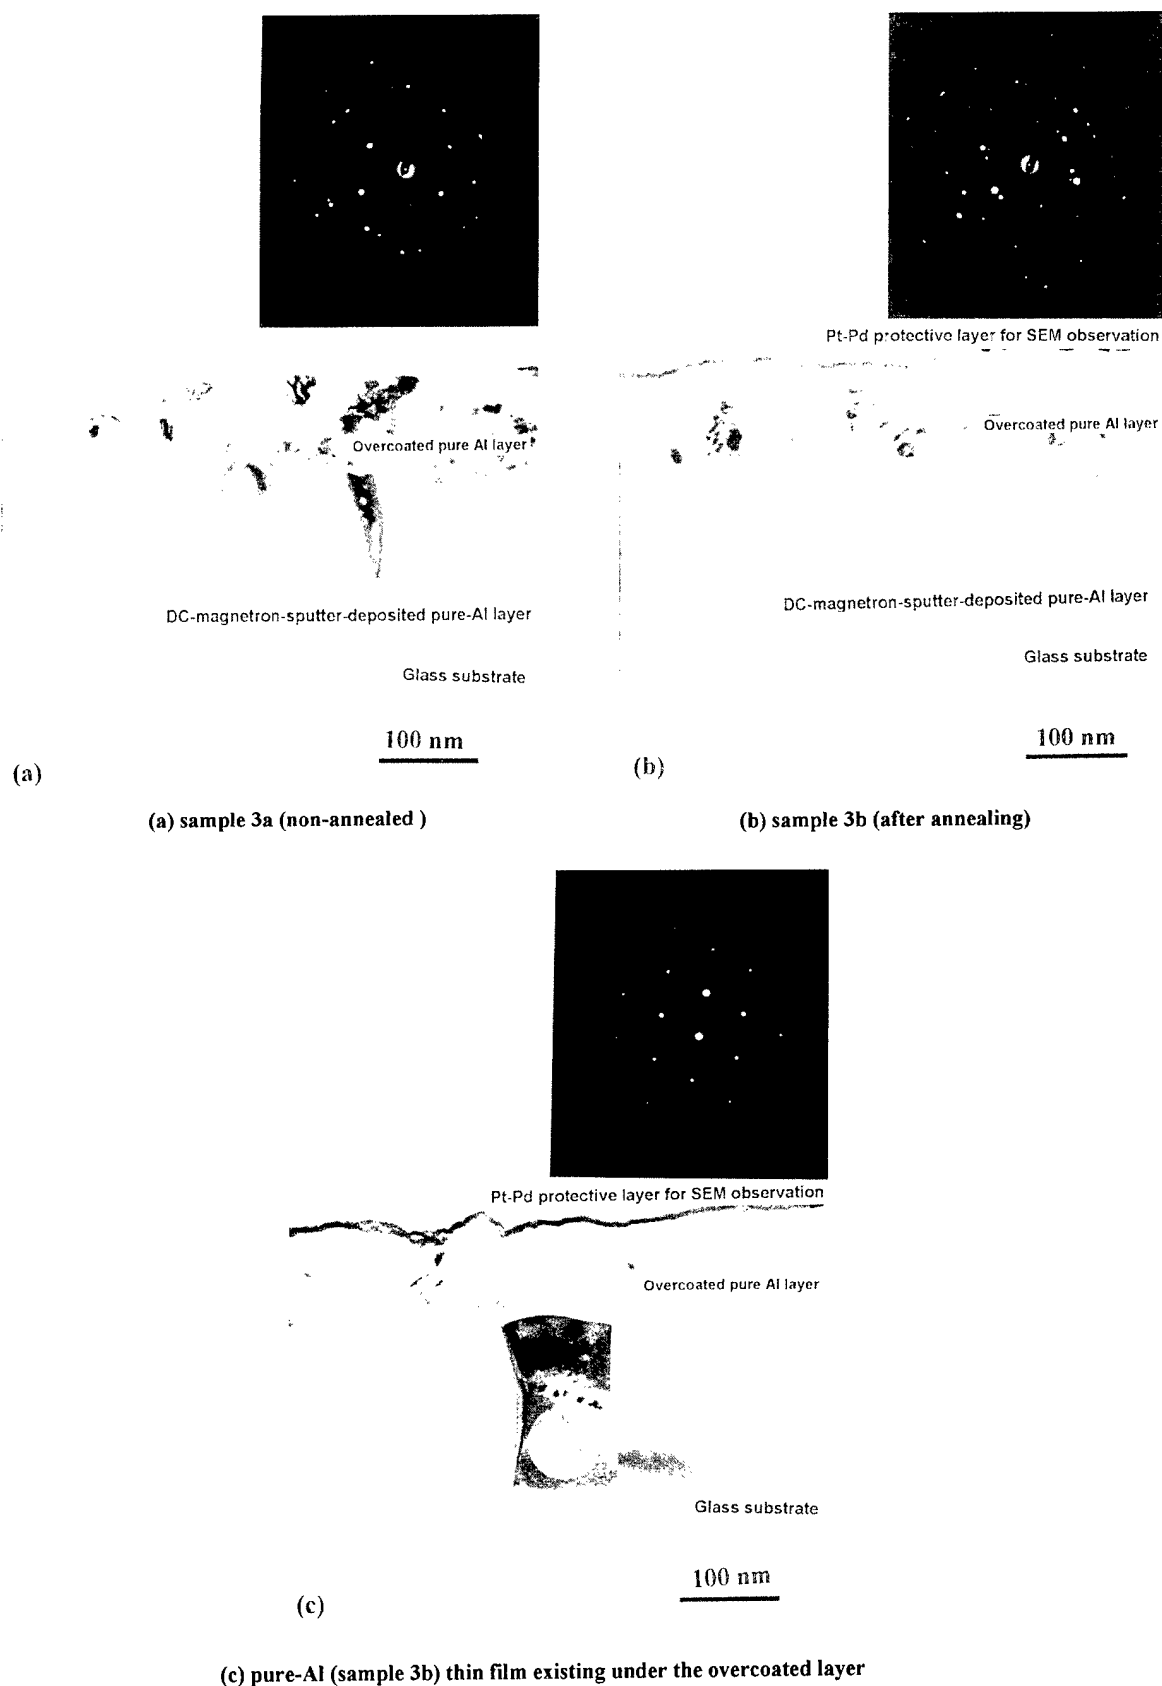 Pt-Pd protective layer for SEM observation
Overcoated pure Al layer
Overcoated pure Al layer
DC-magnetron-sputter-deposited pure-Al layer
DC-magnetron-sputter-deposited pure-Al layer
Glass substrate
Glass substrate
100 nm
100 nm
(a)
(b)
(a) sample 3a (non-annealed )
(b) sample 3b (after annealing)
Pt-Pd protective layer for SEM observation
Overcoated pure Al layer
Glass substrate
100 nm
(c)
(c) pure-Al (sample 3b) thin film existing under the overcoated layer